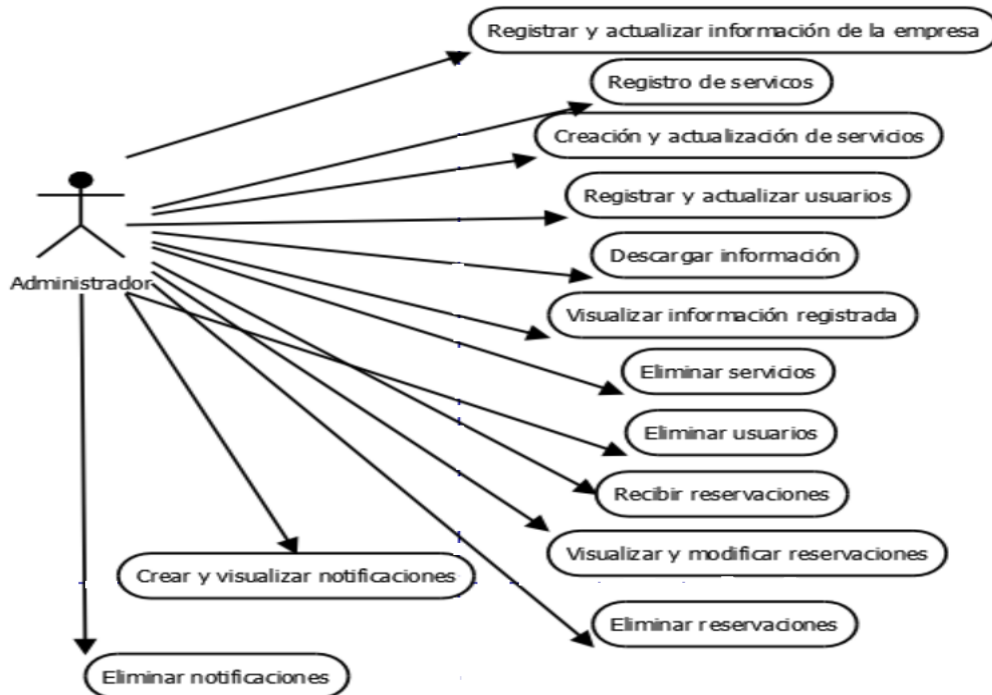 Registrar y actualizar información de la empresa
Registro de servicos
Creación y actualización de servicios
Registrar y actualizar usuarios
Descargar información
Administrador
Visualizar información registrada
Eliminar servicios
Eliminar usuarios
Recibir reservaciones
Visualizar y modificar reservaciones
Crear y visualizar notificaciones
Eliminar reservaciones
Eliminar notificaciones